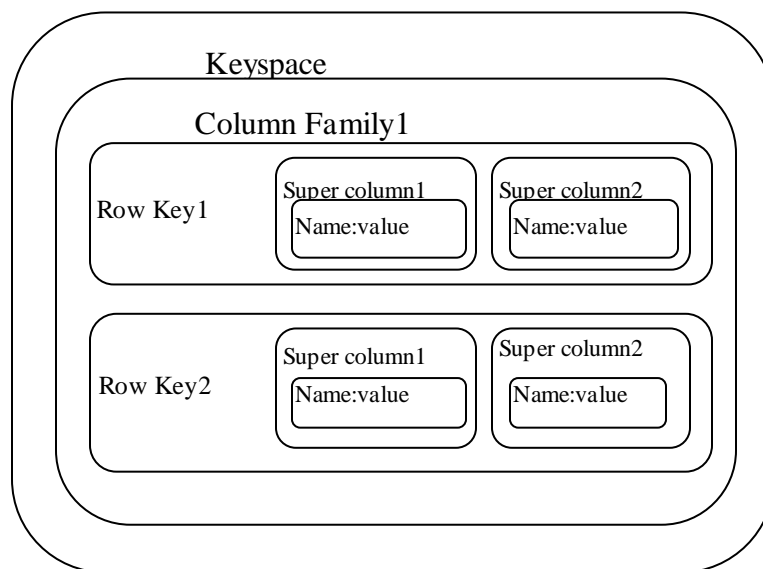 Keyspace
Column Family1
Row Key1
Super column1
Name:value
Super column2
Name:value
Row Key2
Super column1
Name:value
Super column2
Name:value